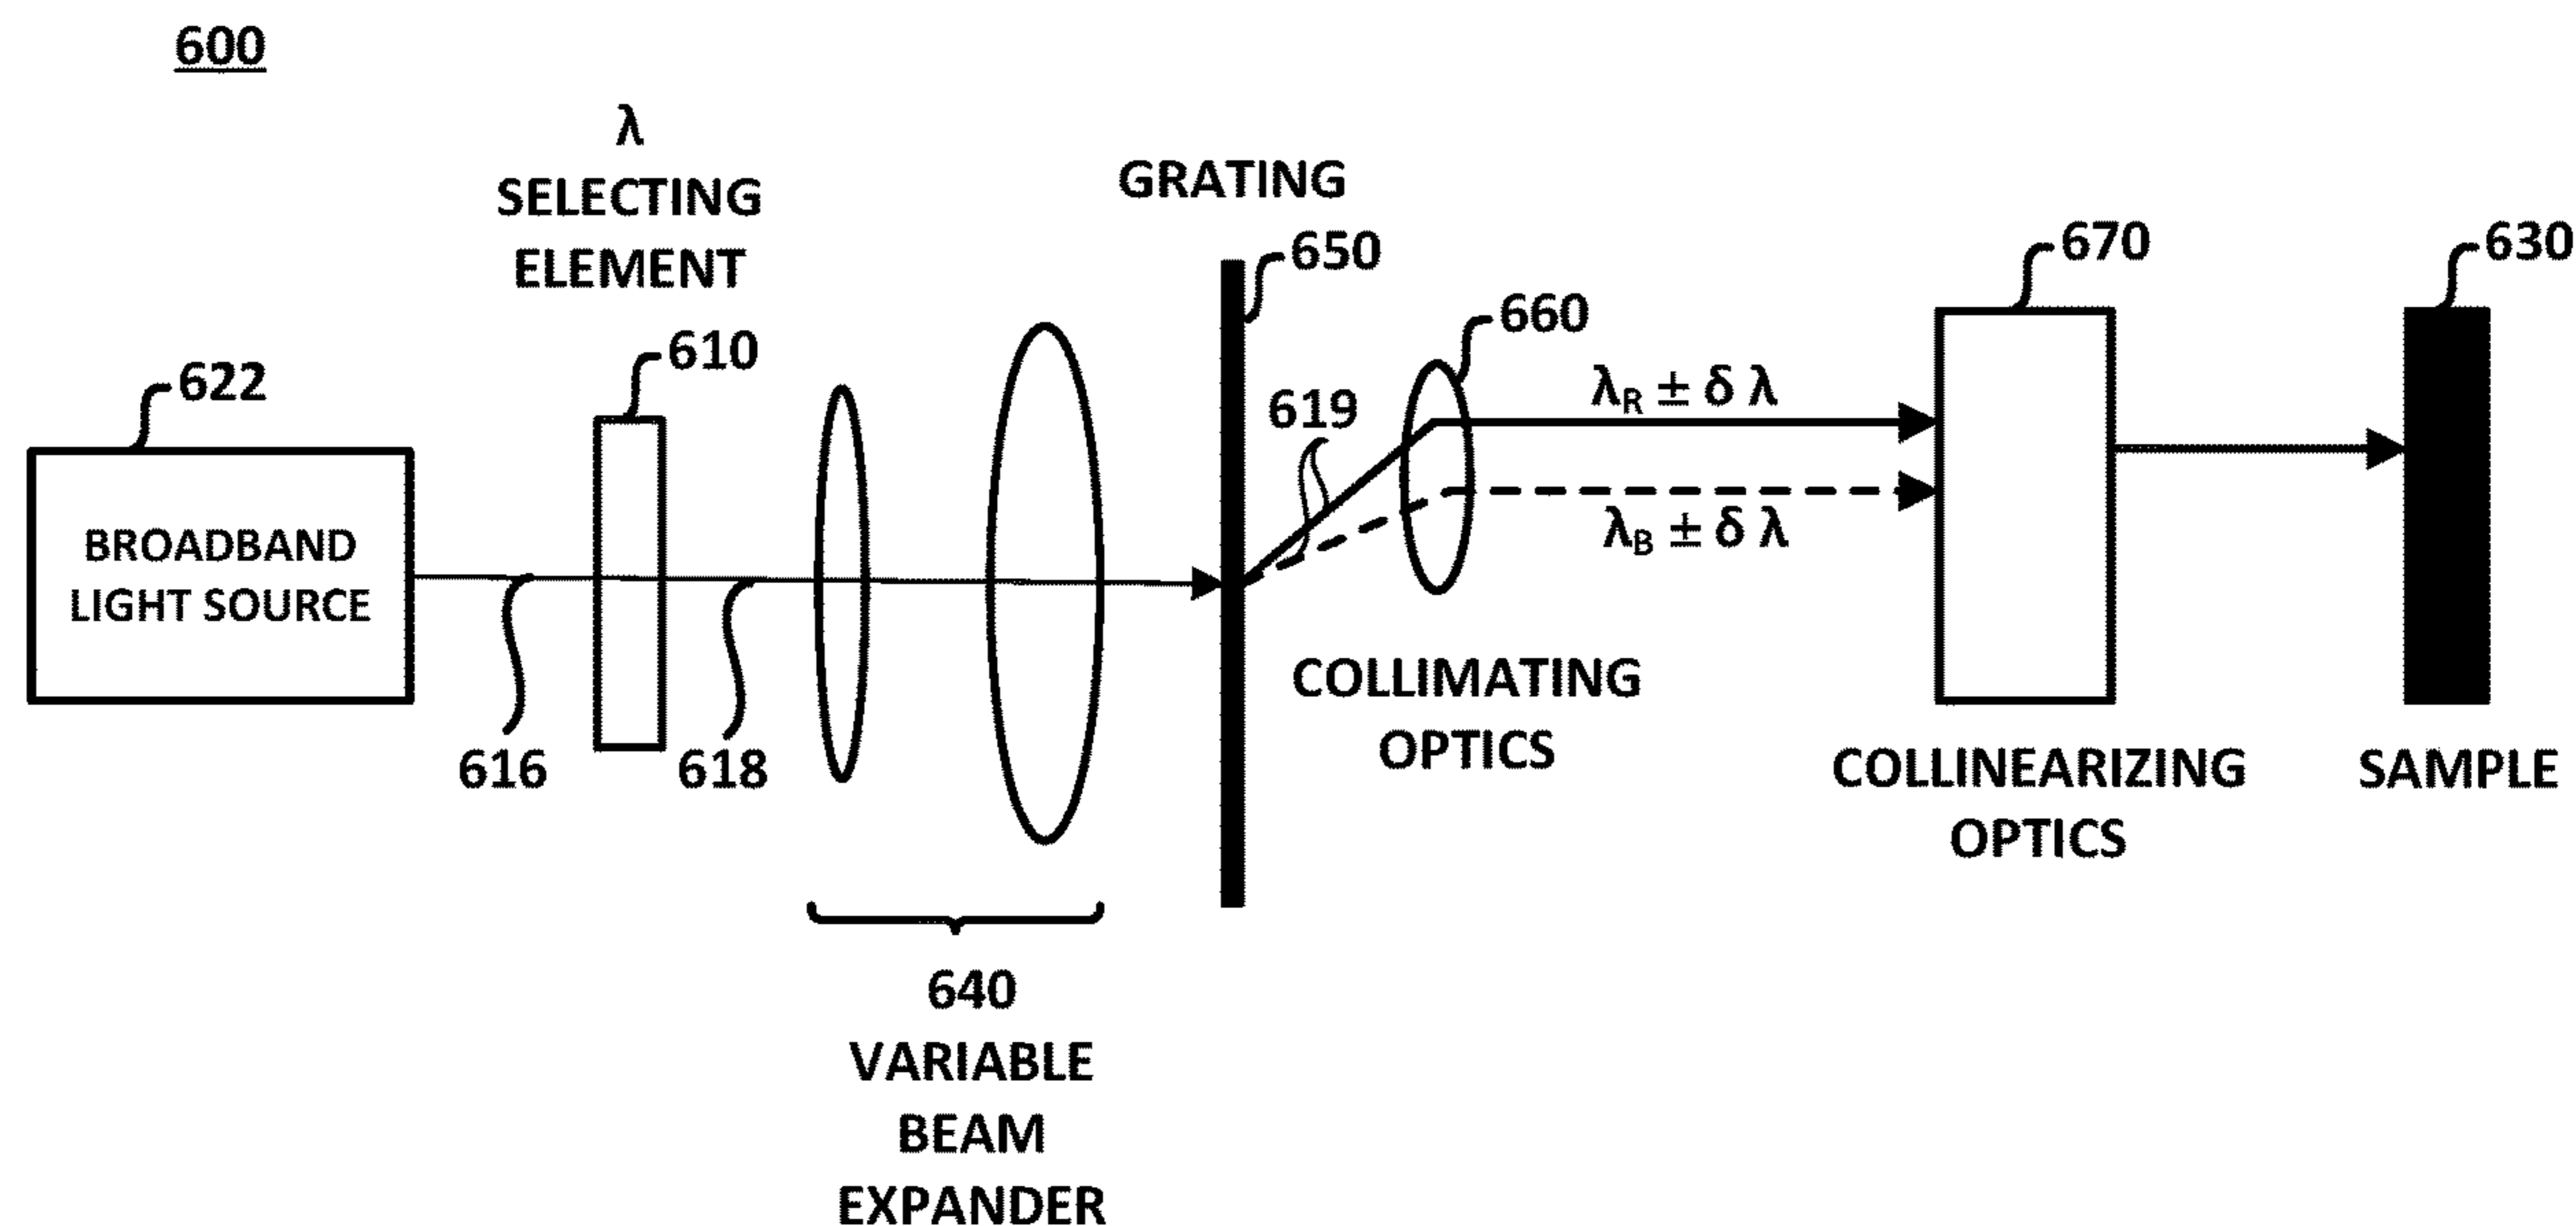 600
λ
SELECTING
ELEMENT
610
622
BROADBAND
LIGHT SOURCE
616
618
640
VARIABLE
BEAM
EXPANDER
GRATING
650
619
660
COLLIMATING
OPTICS
λR ± δ λ
λB ± δ λ
670
COLLINEARIZING
OPTICS
630
SAMPLE